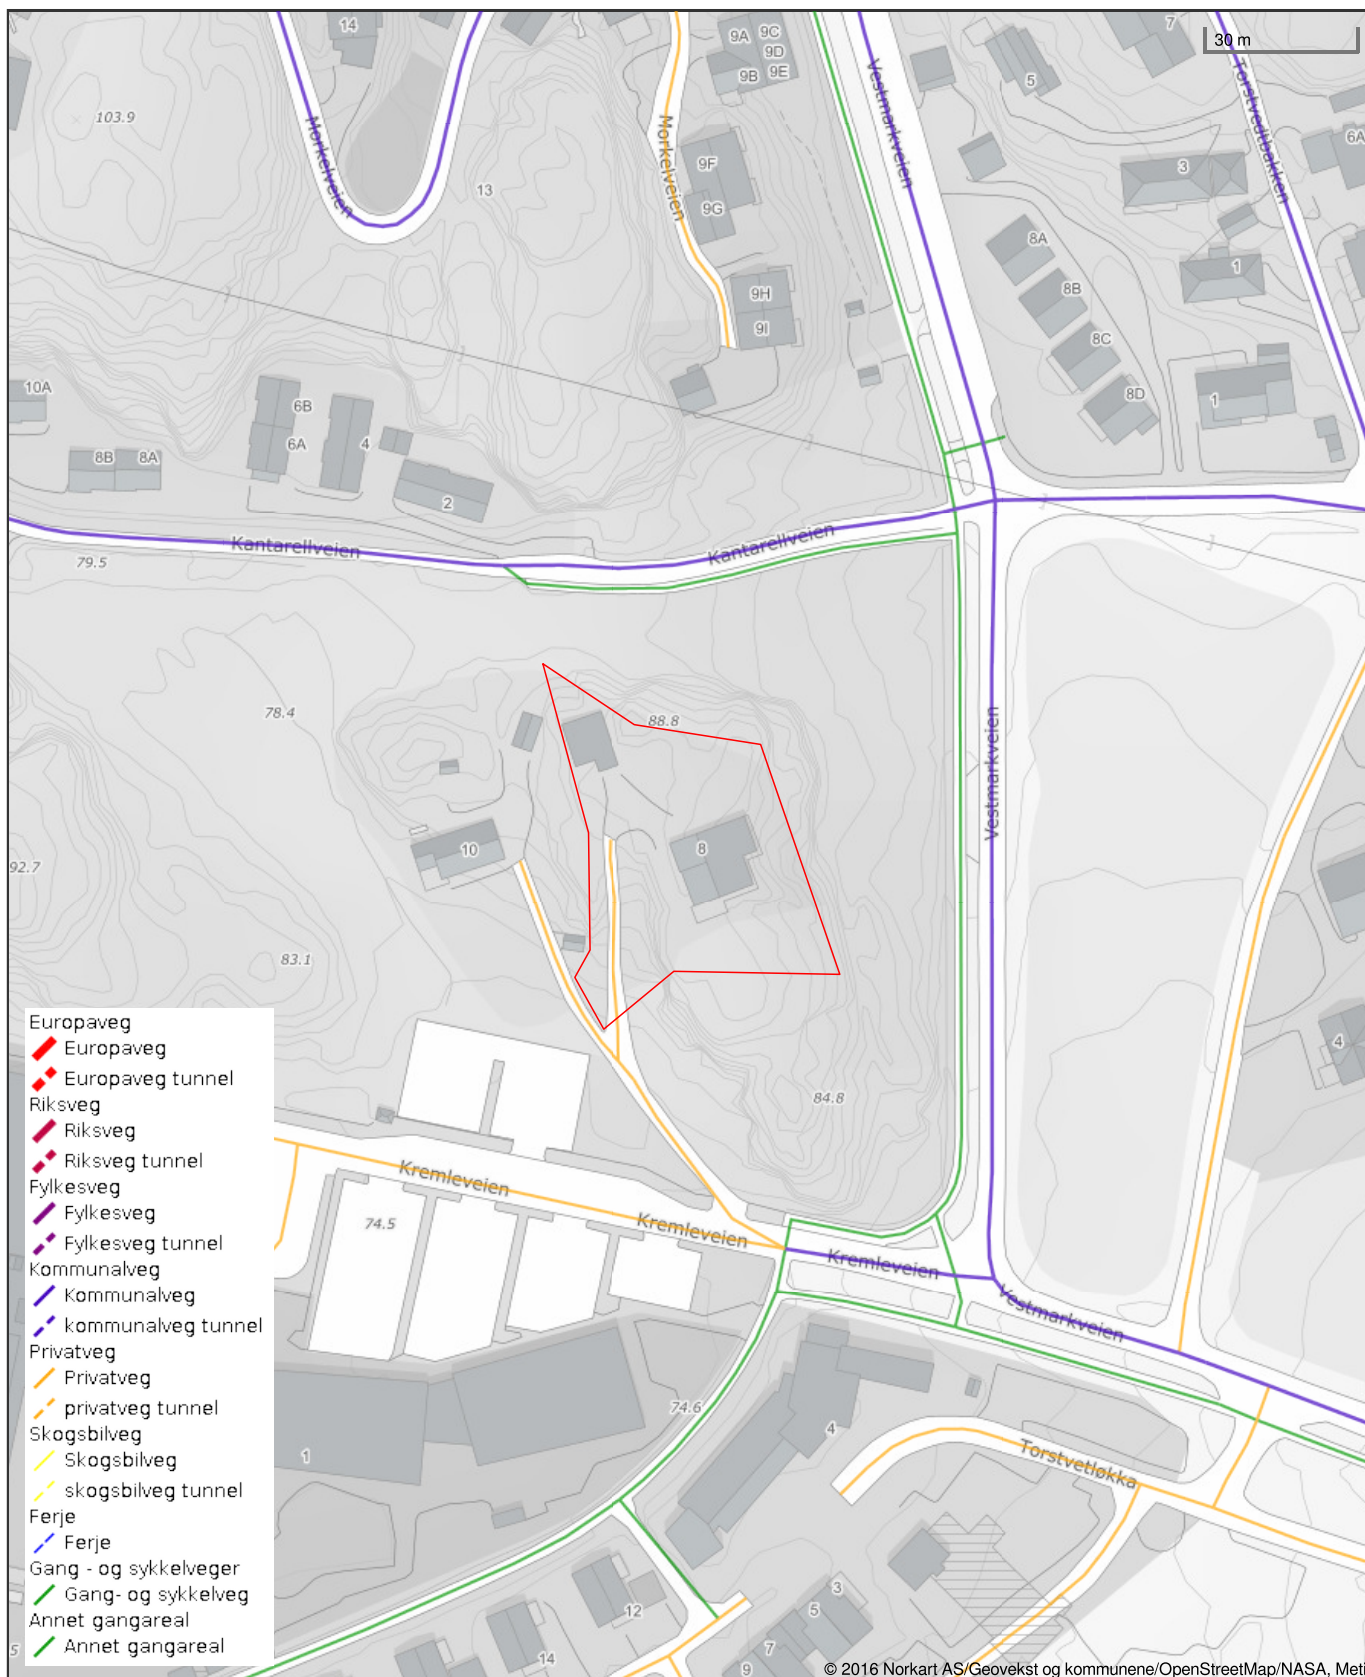 14
9A
9C
9D
9B
9E
7
30 m
5
103.9
Morkelveien
Morkelveien
Vestmarkveien
Torstvedtbakken
6A
9F
3
13
9G
8A
1
9H
8B
9I
8C
10A
8D
6B
1
6A
4
8B
8A
2
Kantarellveien
Kantarellveien
79.5
78.4
88.8
Vestmarkveien
10
8
92.7
83.1
4
84.8
Kremleveien
74.5
Kremleveien
Kremleveien
Vestmarkveien
74.6
4
1
Torstvetløkka
3
12
5
7
14
9
5
Europaveg
Europaveg
Europaveg tunnel
Riksveg
Riksveg
Riksveg tunnel
Fylkesveg
Fylkesveg
Fylkesveg tunnel
Kommunalveg
Kommunalveg
kommunalveg tunnel
Privatveg
Privatveg
privatveg tunnel
Skogsbilveg
Skogsbilveg
skogsbilveg tunnel
Ferje
Ferje
Gang - og sykkelveger
Gang- og sykkelveg
Annet gangareal
Annet gangareal
© 2016 Norkart AS/Geovekst og kommunene/OpenStreetMap/NASA, Met